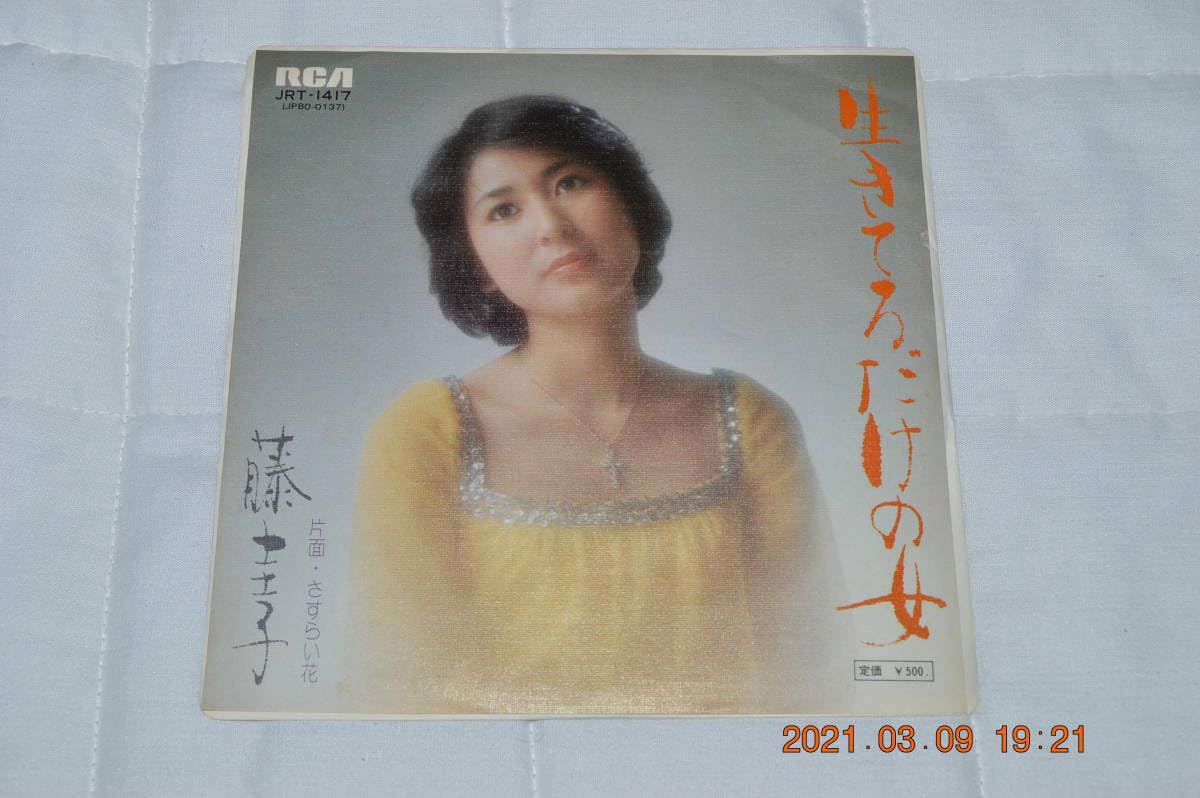 RCA
JRT-1417
(JPBO-0137)
生きてるだけの女
藤圭子
片面・さすらい花
定価 ¥500.
2021.03.09 19:21